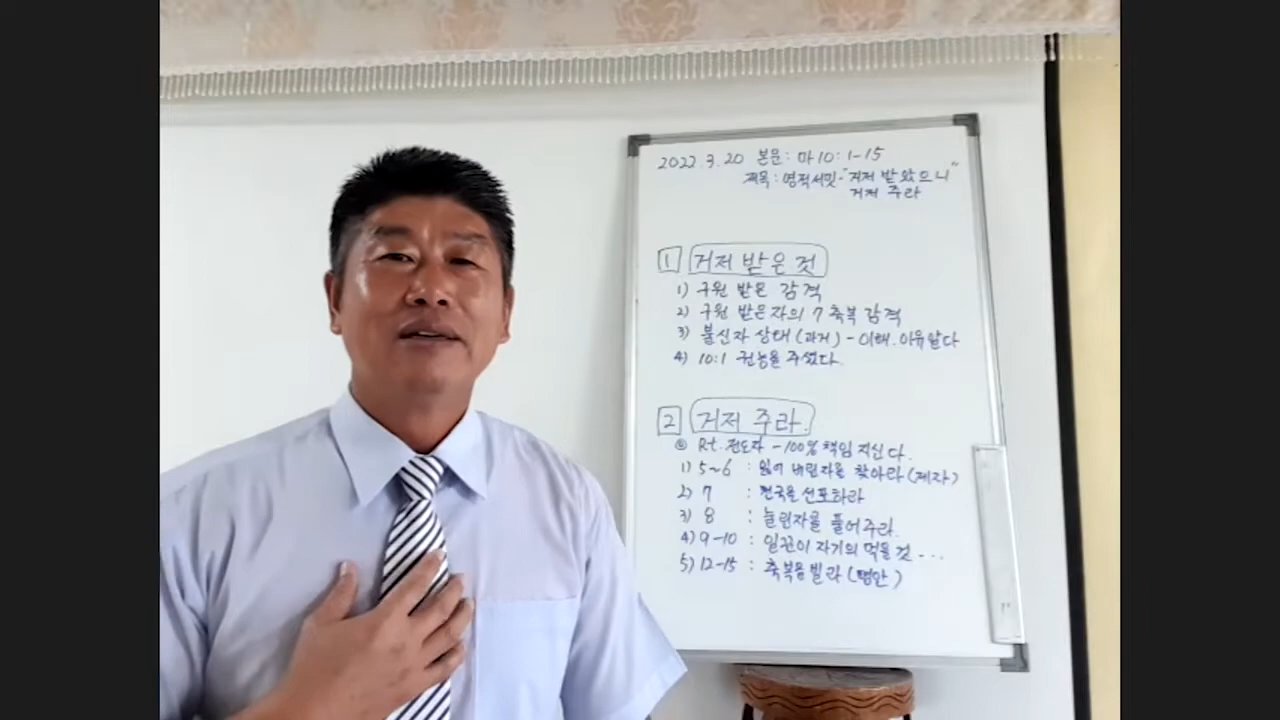 2022.3.20 본문: 마10:1-15
제목: 영적서밋-"거저 받았으니"
거저 주라
1 거저 받은 것
1) 구원 받은 감격
2) 구원 받은자의 7 축복 감격
3) 불신자 상태(과거) - 이해.이유알다
4) 10:1 권능을 주셨다.
2 거저 주라.
Rt.전도자 - 100% 책임 지신다.
1) 5~6 : 잃어버린자를 찾아라(제자)
2) 7 : 천국을 선포하라
3) 8 : 눌린자를 풀어주라.
4) 9-10 : 일꾼이 자기의 먹을 것 ...
5) 12-15 : 축복을 빌라(평안)